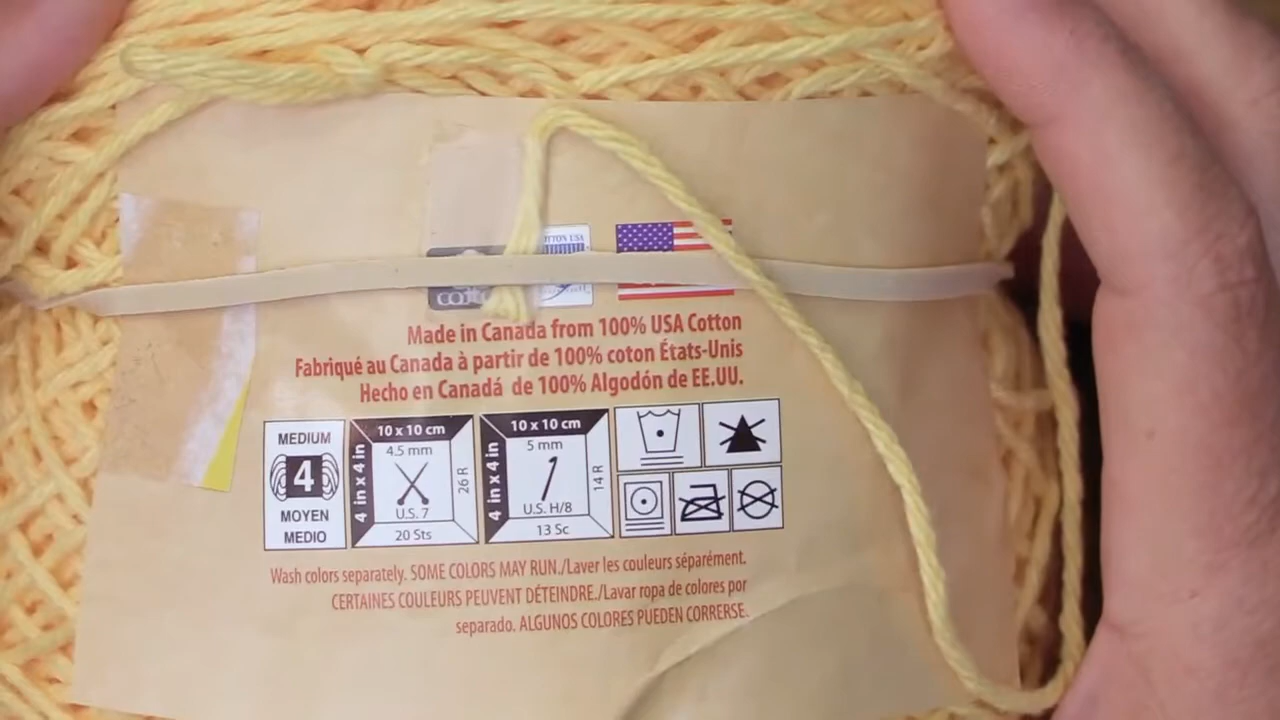 COTTON USA
Made in Canada from 100% USA Cotton
Fabriqué au Canada à partir de 100% coton États-Unis
Hecho en Canadá de 100% Algodón de EE.UU.
MEDIUM
4
MOYEN
MEDIO
10 x 10 cm
4 in x 4 in
4.5 mm
26 R
U.S. 7
20 Sts
10 x 10 cm
4 in x 4 in
5 mm
14 R
U.S. H/8
13 Sc
Wash colors separately. SOME COLORS MAY RUN./Laver les couleurs séparément.
CERTAINES COULEURS PEUVENT DÉTEINDRE./Lavar ropa de colores por
separado. ALGUNOS COLORES PUEDEN CORRERSE.